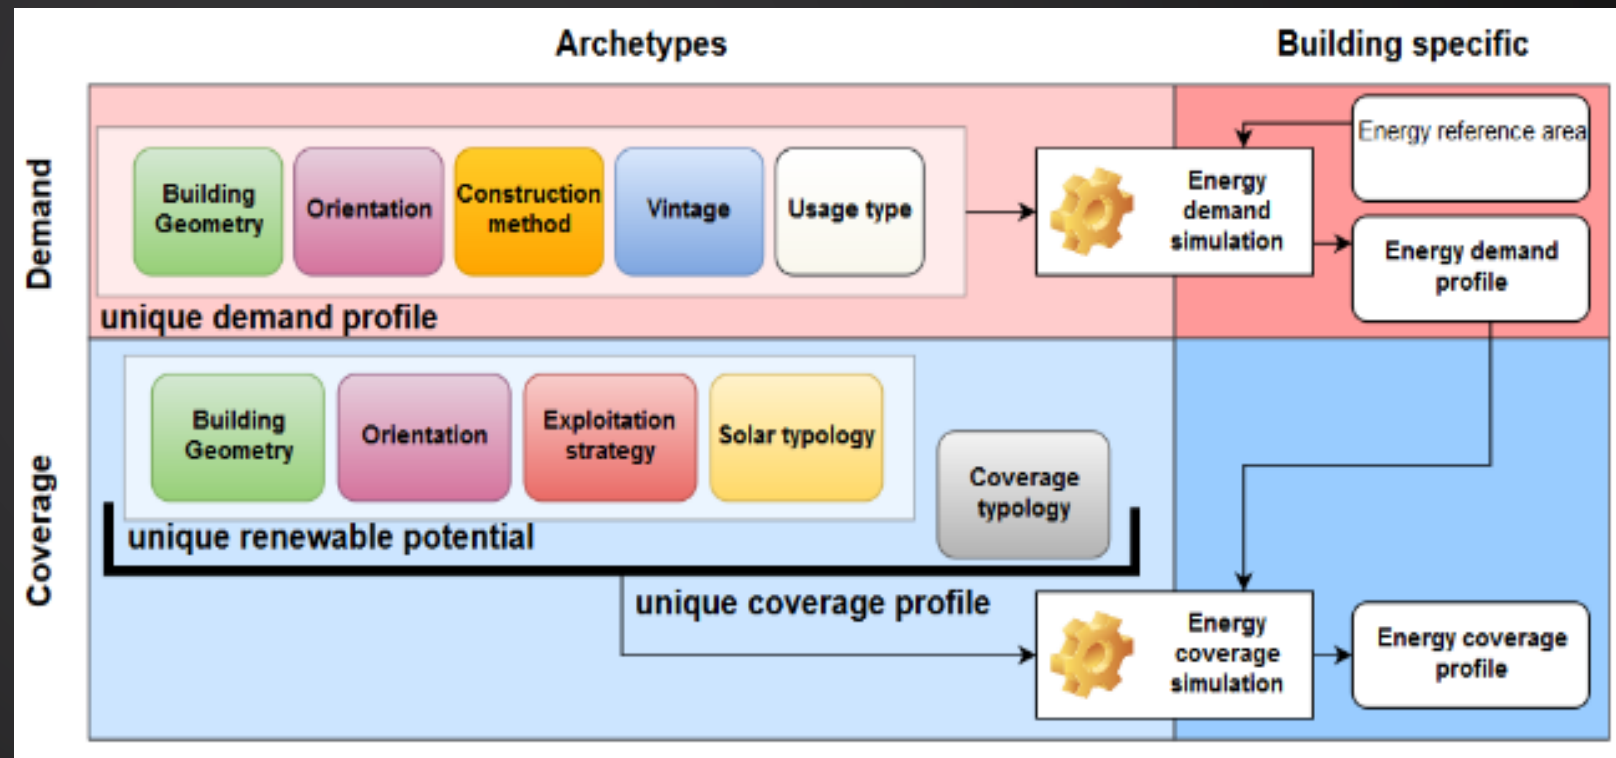 Archetypes
Building specific
Demand
Building
Geometry
Orientation
Construction
method
Vintage
Usage type
unique demand profile
Energy
demand
simulation
Energy reference area
Energy demand
profile
Coverage
Building
Geometry
Orientation
Exploitation
strategy
Solar typology
unique renewable potential
Coverage
typology
unique coverage profile
Energy
coverage
simulation
Energy coverage
profile